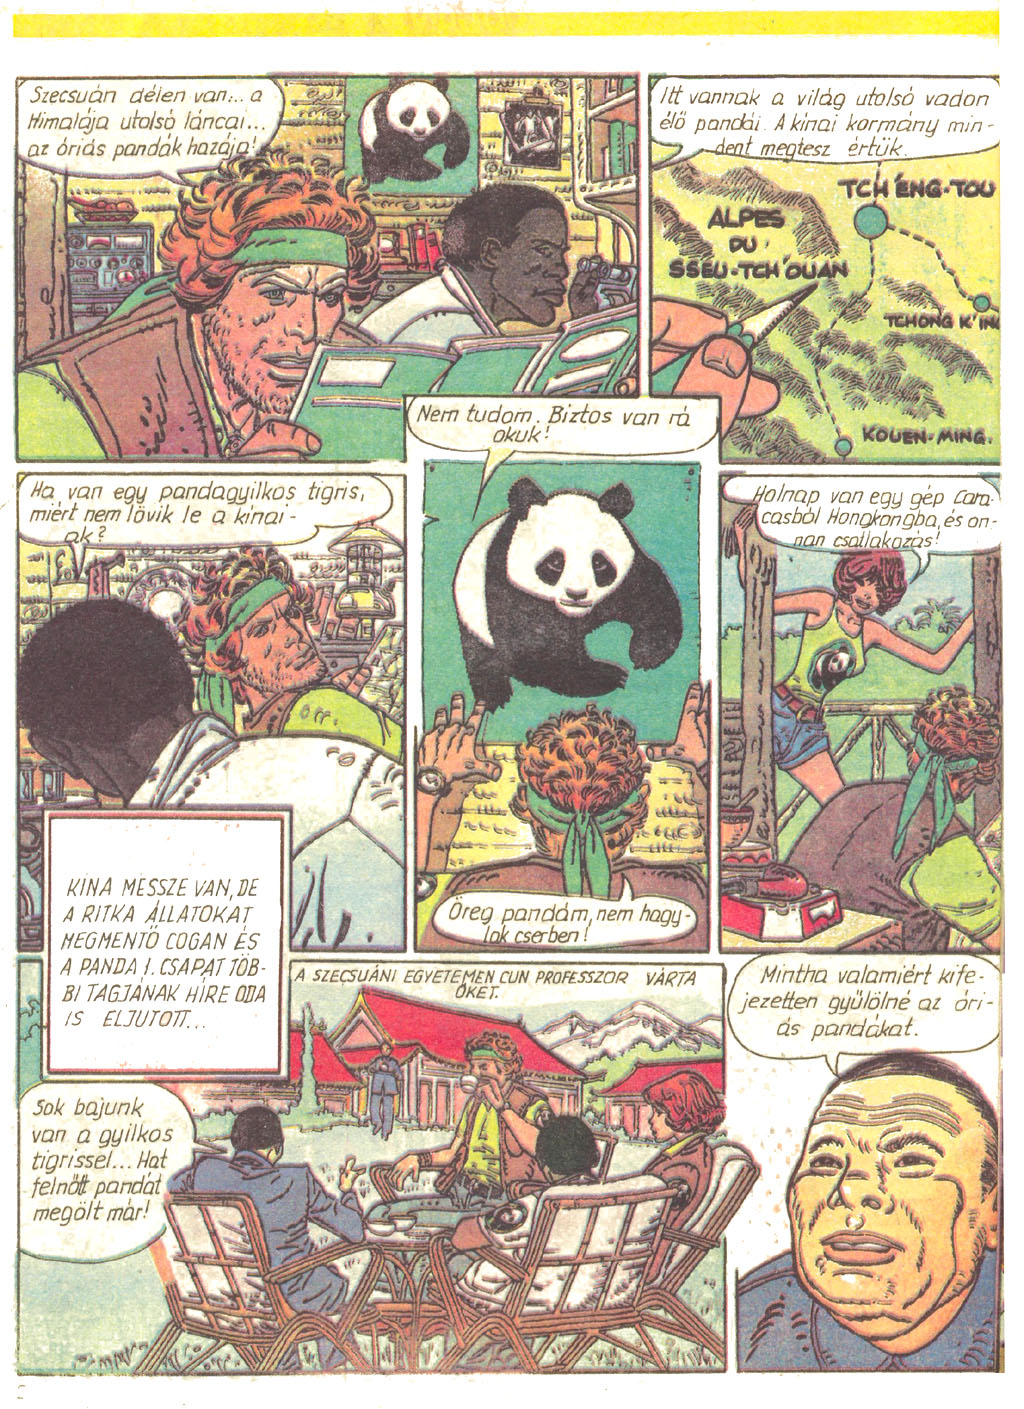 Szecsuán délen van... a
Himalája utolsó láncai...
az óriás pandák hazája!
Itt vannak a világ utolsó vadon
élő pandái. A kínai kormány min-
dent megtesz értük.
TCH'ENG-TOU
ALPES
DU
SSEU-TCH'OUAN
TCHONG K'IN
KOUEN-MING.
Ha van egy pandagyilkos tigris,
miért nem lövik le a kínai-
ak?
Nem tudom. Biztos van rá
okuk!
Öreg pandám, nem hagy-
lak cserben!
Holnap van egy gép Cara-
casból Hongkongba, és on-
nan csatlakozás!
KÍNA MESSZE VAN, DE
A RITKA ÁLLATOKAT
MEGMENTŐ COGAN ÉS
A PANDA I. CSAPAT TÖB-
BI TAGJÁNAK HÍRE ODA
IS ELJUTOTT...
A SZECSUÁNI EGYETEMEN CUN PROFESSZOR VÁRTA
ŐKET.
Sok bajunk
van a gyilkos
tigrissel... Hat
felnőtt pandát
megölt már!
Mintha valamiért kife-
jezetten gyűlölné az óri-
ás pandákat.